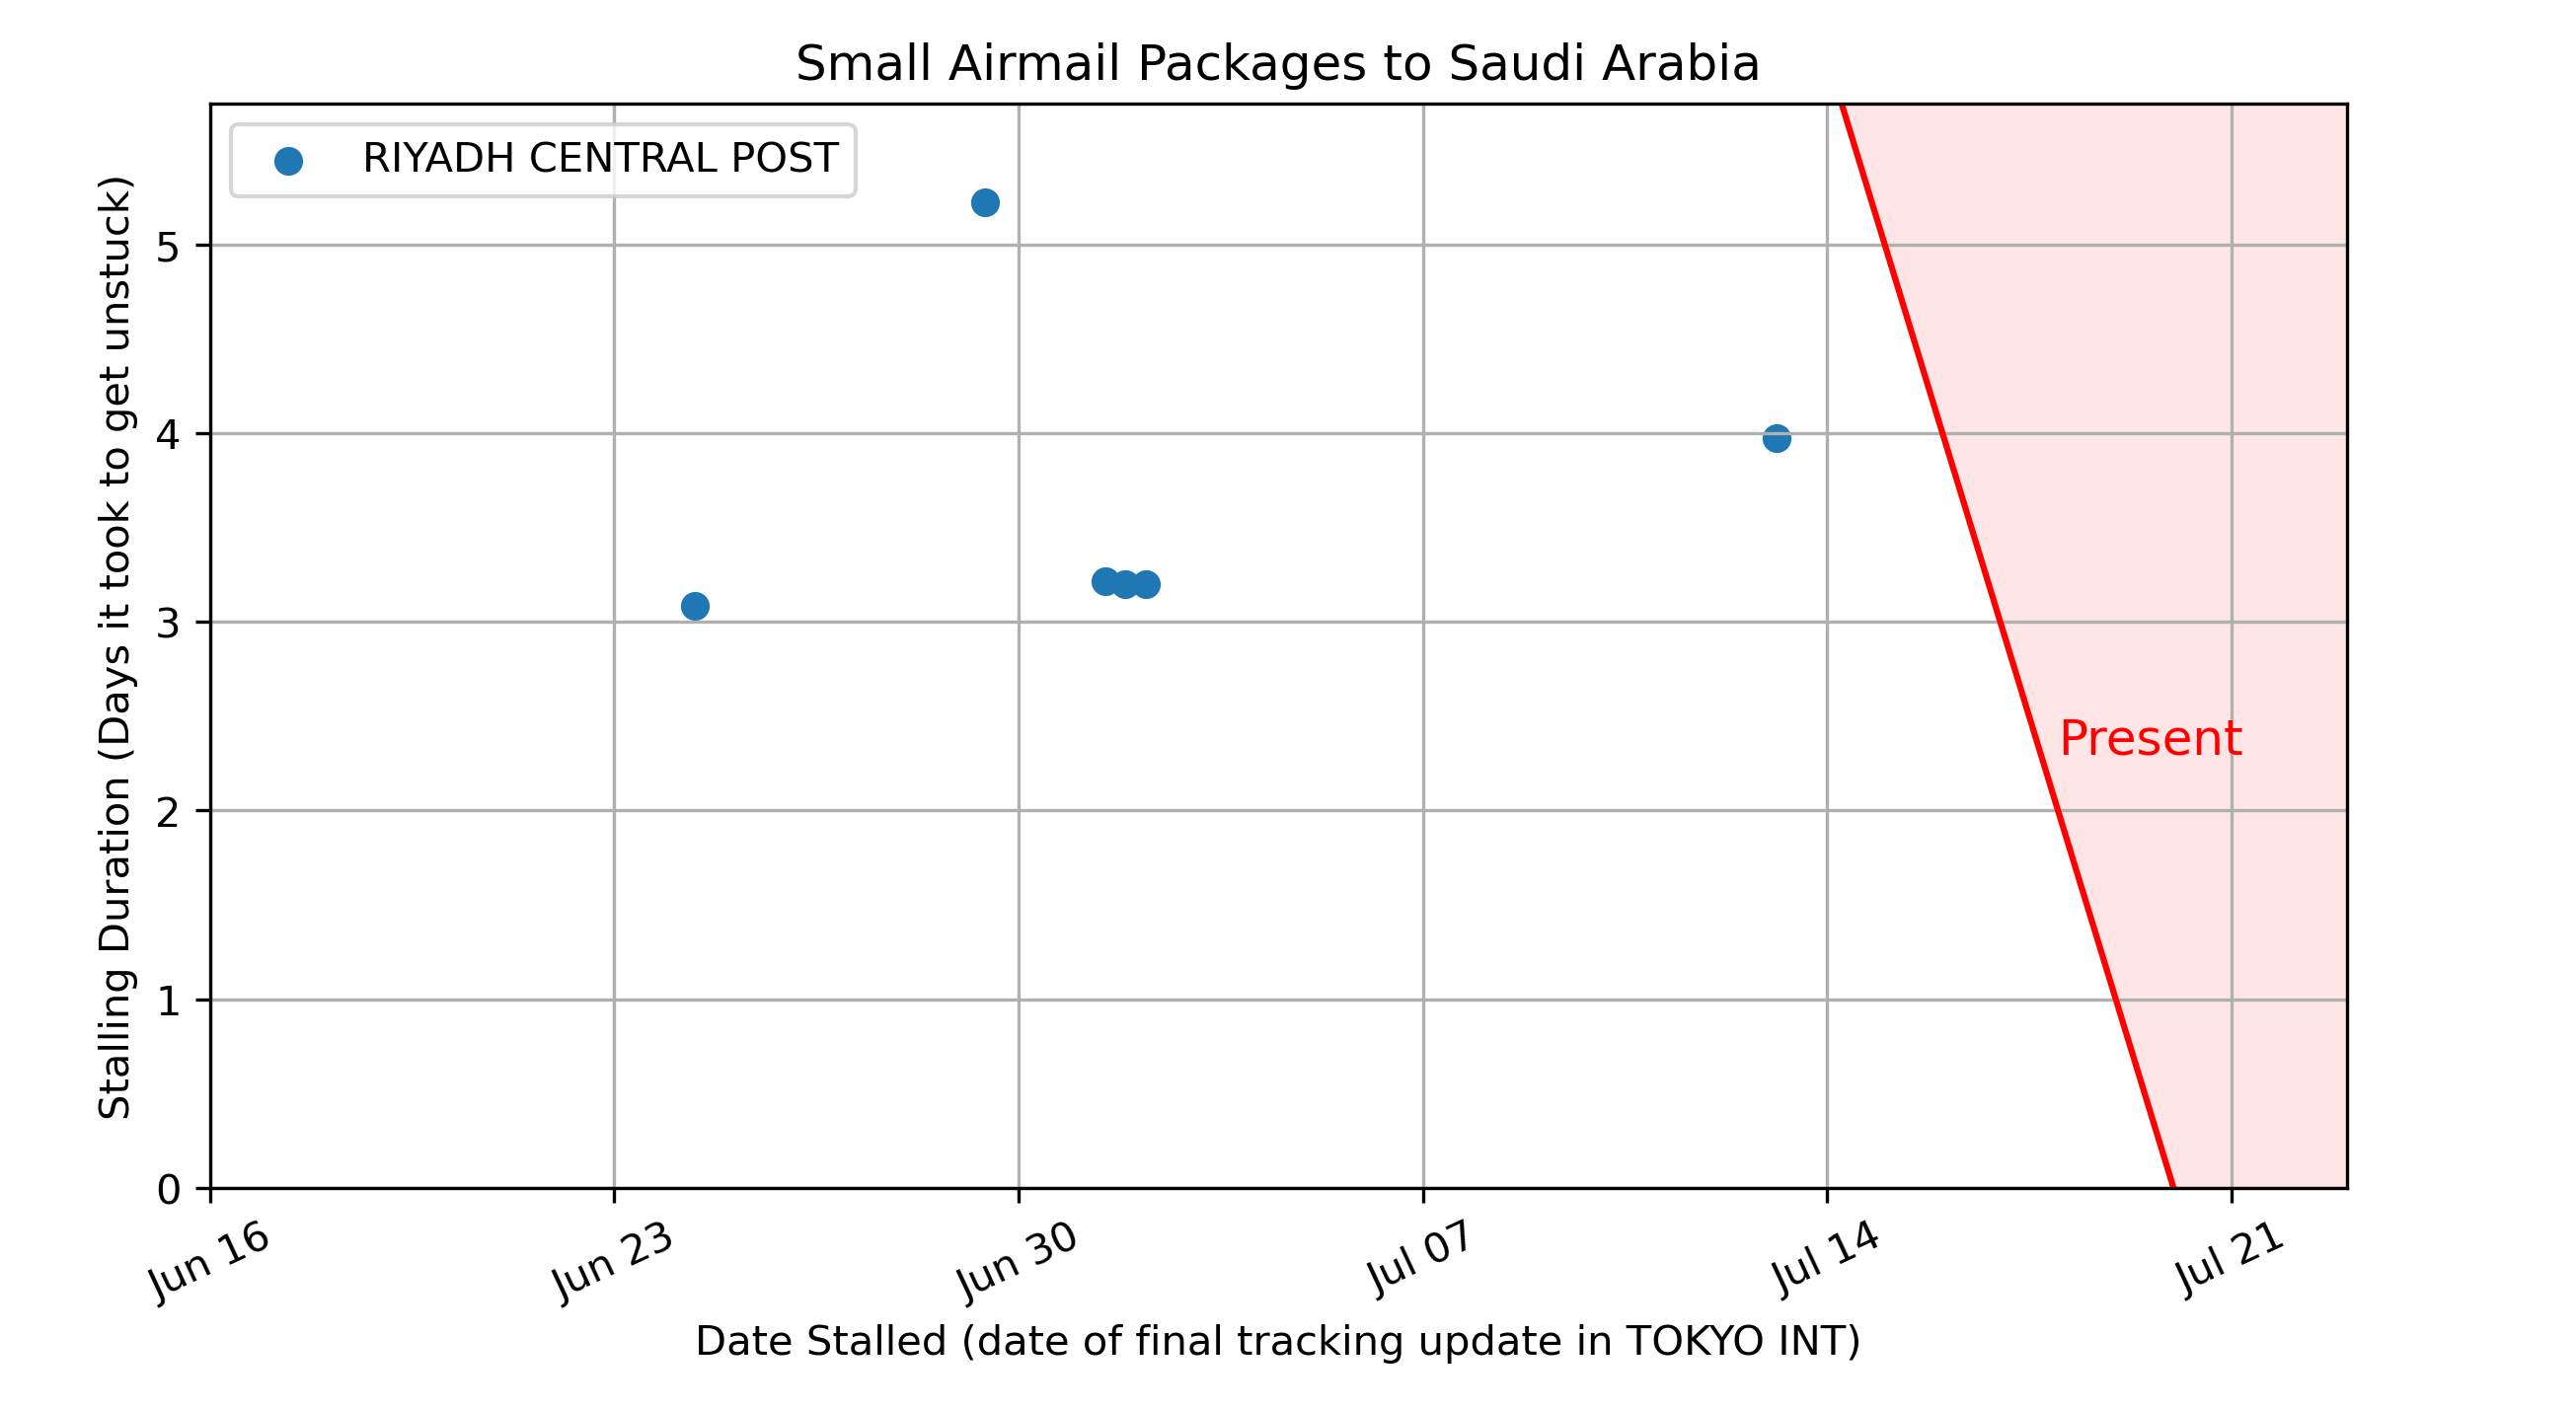 Small Airmail Packages to Saudi Arabia
RIYADH CENTRAL POST
Stalling Duration (Days it took to get unstuck)
5
4
3
2
1
0
Present
Jun 16
Jun 23
Jun 30
Jul 07
Jul 14
Jul 21
Date Stalled (date of final tracking update in TOKYO INT)